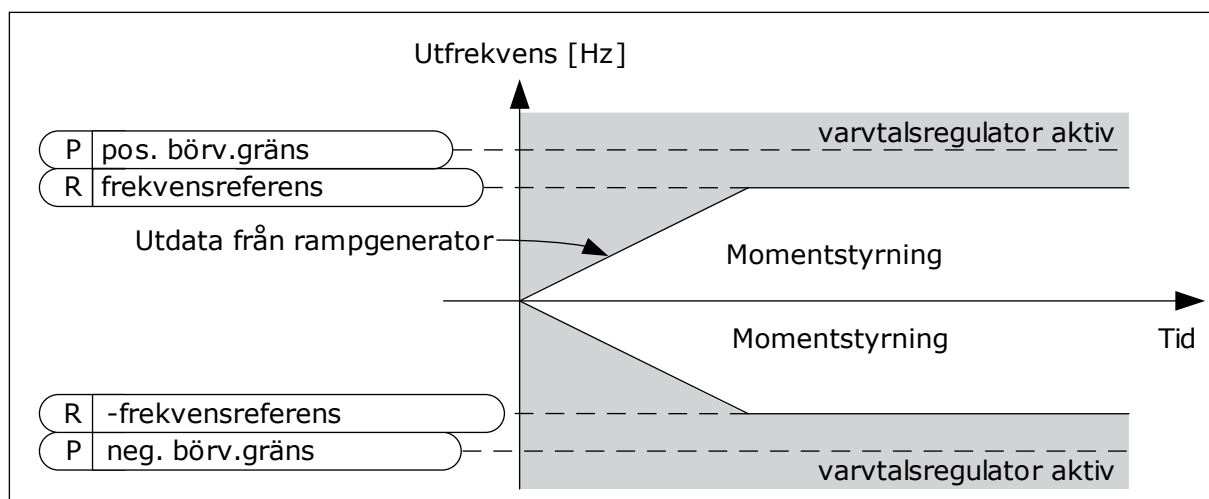 Utfrekvens [Hz]
varvtalsregulator aktiv
P pos. börv.gräns
R frekvensreferens
Utdata från rampgenerator
Momentstyrning
Momentstyrning
Tid
R -frekvensreferens
P neg. börv.gräns
varvtalsregulator aktiv